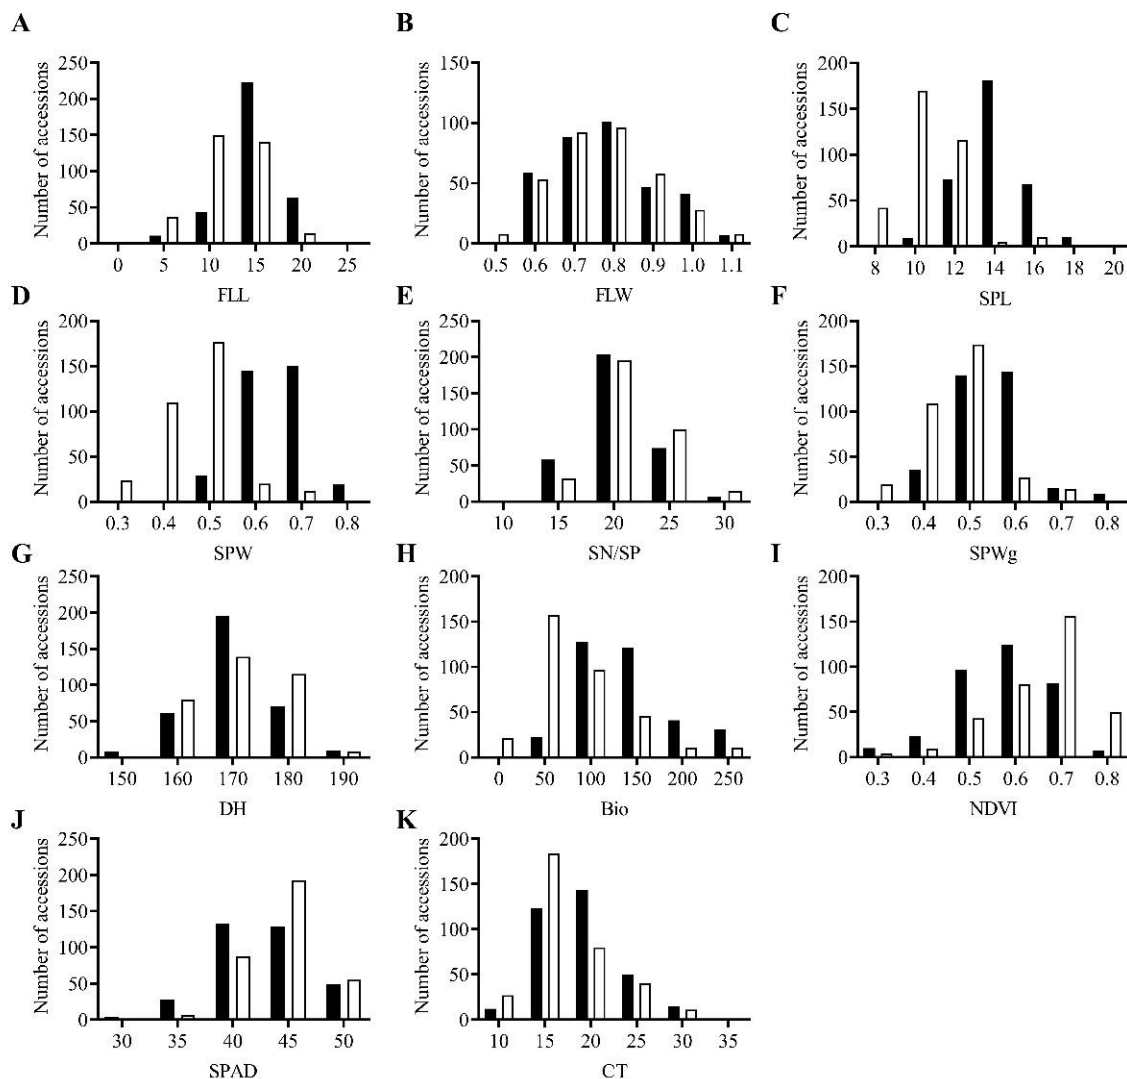 A
Number of accessions
250
200
150
100
50
0
0 5 10 15 20 25
FLL
B
Number of accessions
150
100
50
0
0.5 0.6 0.7 0.8 0.9 1.0 1.1
FLW
C
Number of accessions
200
150
100
50
0
8 10 12 14 16 18 20
SPL
D
Number of accessions
200
150
100
50
0
0.3 0.4 0.5 0.6 0.7 0.8
SPW
E
Number of accessions
250
200
150
100
50
0
10 15 20 25 30
SN/SP
F
Number of accessions
200
150
100
50
0
0.3 0.4 0.5 0.6 0.7 0.8
SPWg
G
Number of accessions
250
200
150
100
50
0
150 160 170 180 190
DH
H
Number of accessions
200
150
100
50
0
0 50 100 150 200 250
Bio
I
Number of accessions
200
150
100
50
0
0.3 0.4 0.5 0.6 0.7 0.8
NDVI
J
Number of accessions
250
200
150
100
50
0
30 35 40 45 50
SPAD
K
Number of accessions
200
150
100
50
0
10 15 20 25 30 35
CT